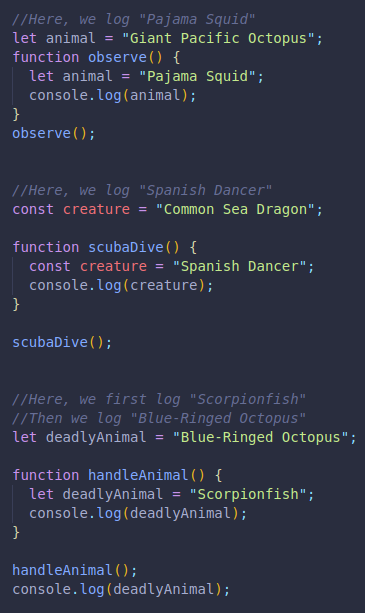 //Here, we log "Pajama Squid"
let animal = "Giant Pacific Octopus";
function observe() {
  let animal = "Pajama Squid";
  console.log(animal);
}
observe();

//Here, we log "Spanish Dancer"
const creature = "Common Sea Dragon";

function scubaDive() {
  const creature = "Spanish Dancer";
  console.log(creature);
}

scubaDive();

//Here, we first log "Scorpionfish"
//Then we log "Blue-Ringed Octopus"
let deadlyAnimal = "Blue-Ringed Octopus";

function handleAnimal() {
  let deadlyAnimal = "Scorpionfish";
  console.log(deadlyAnimal);
}

handleAnimal();
console.log(deadlyAnimal);